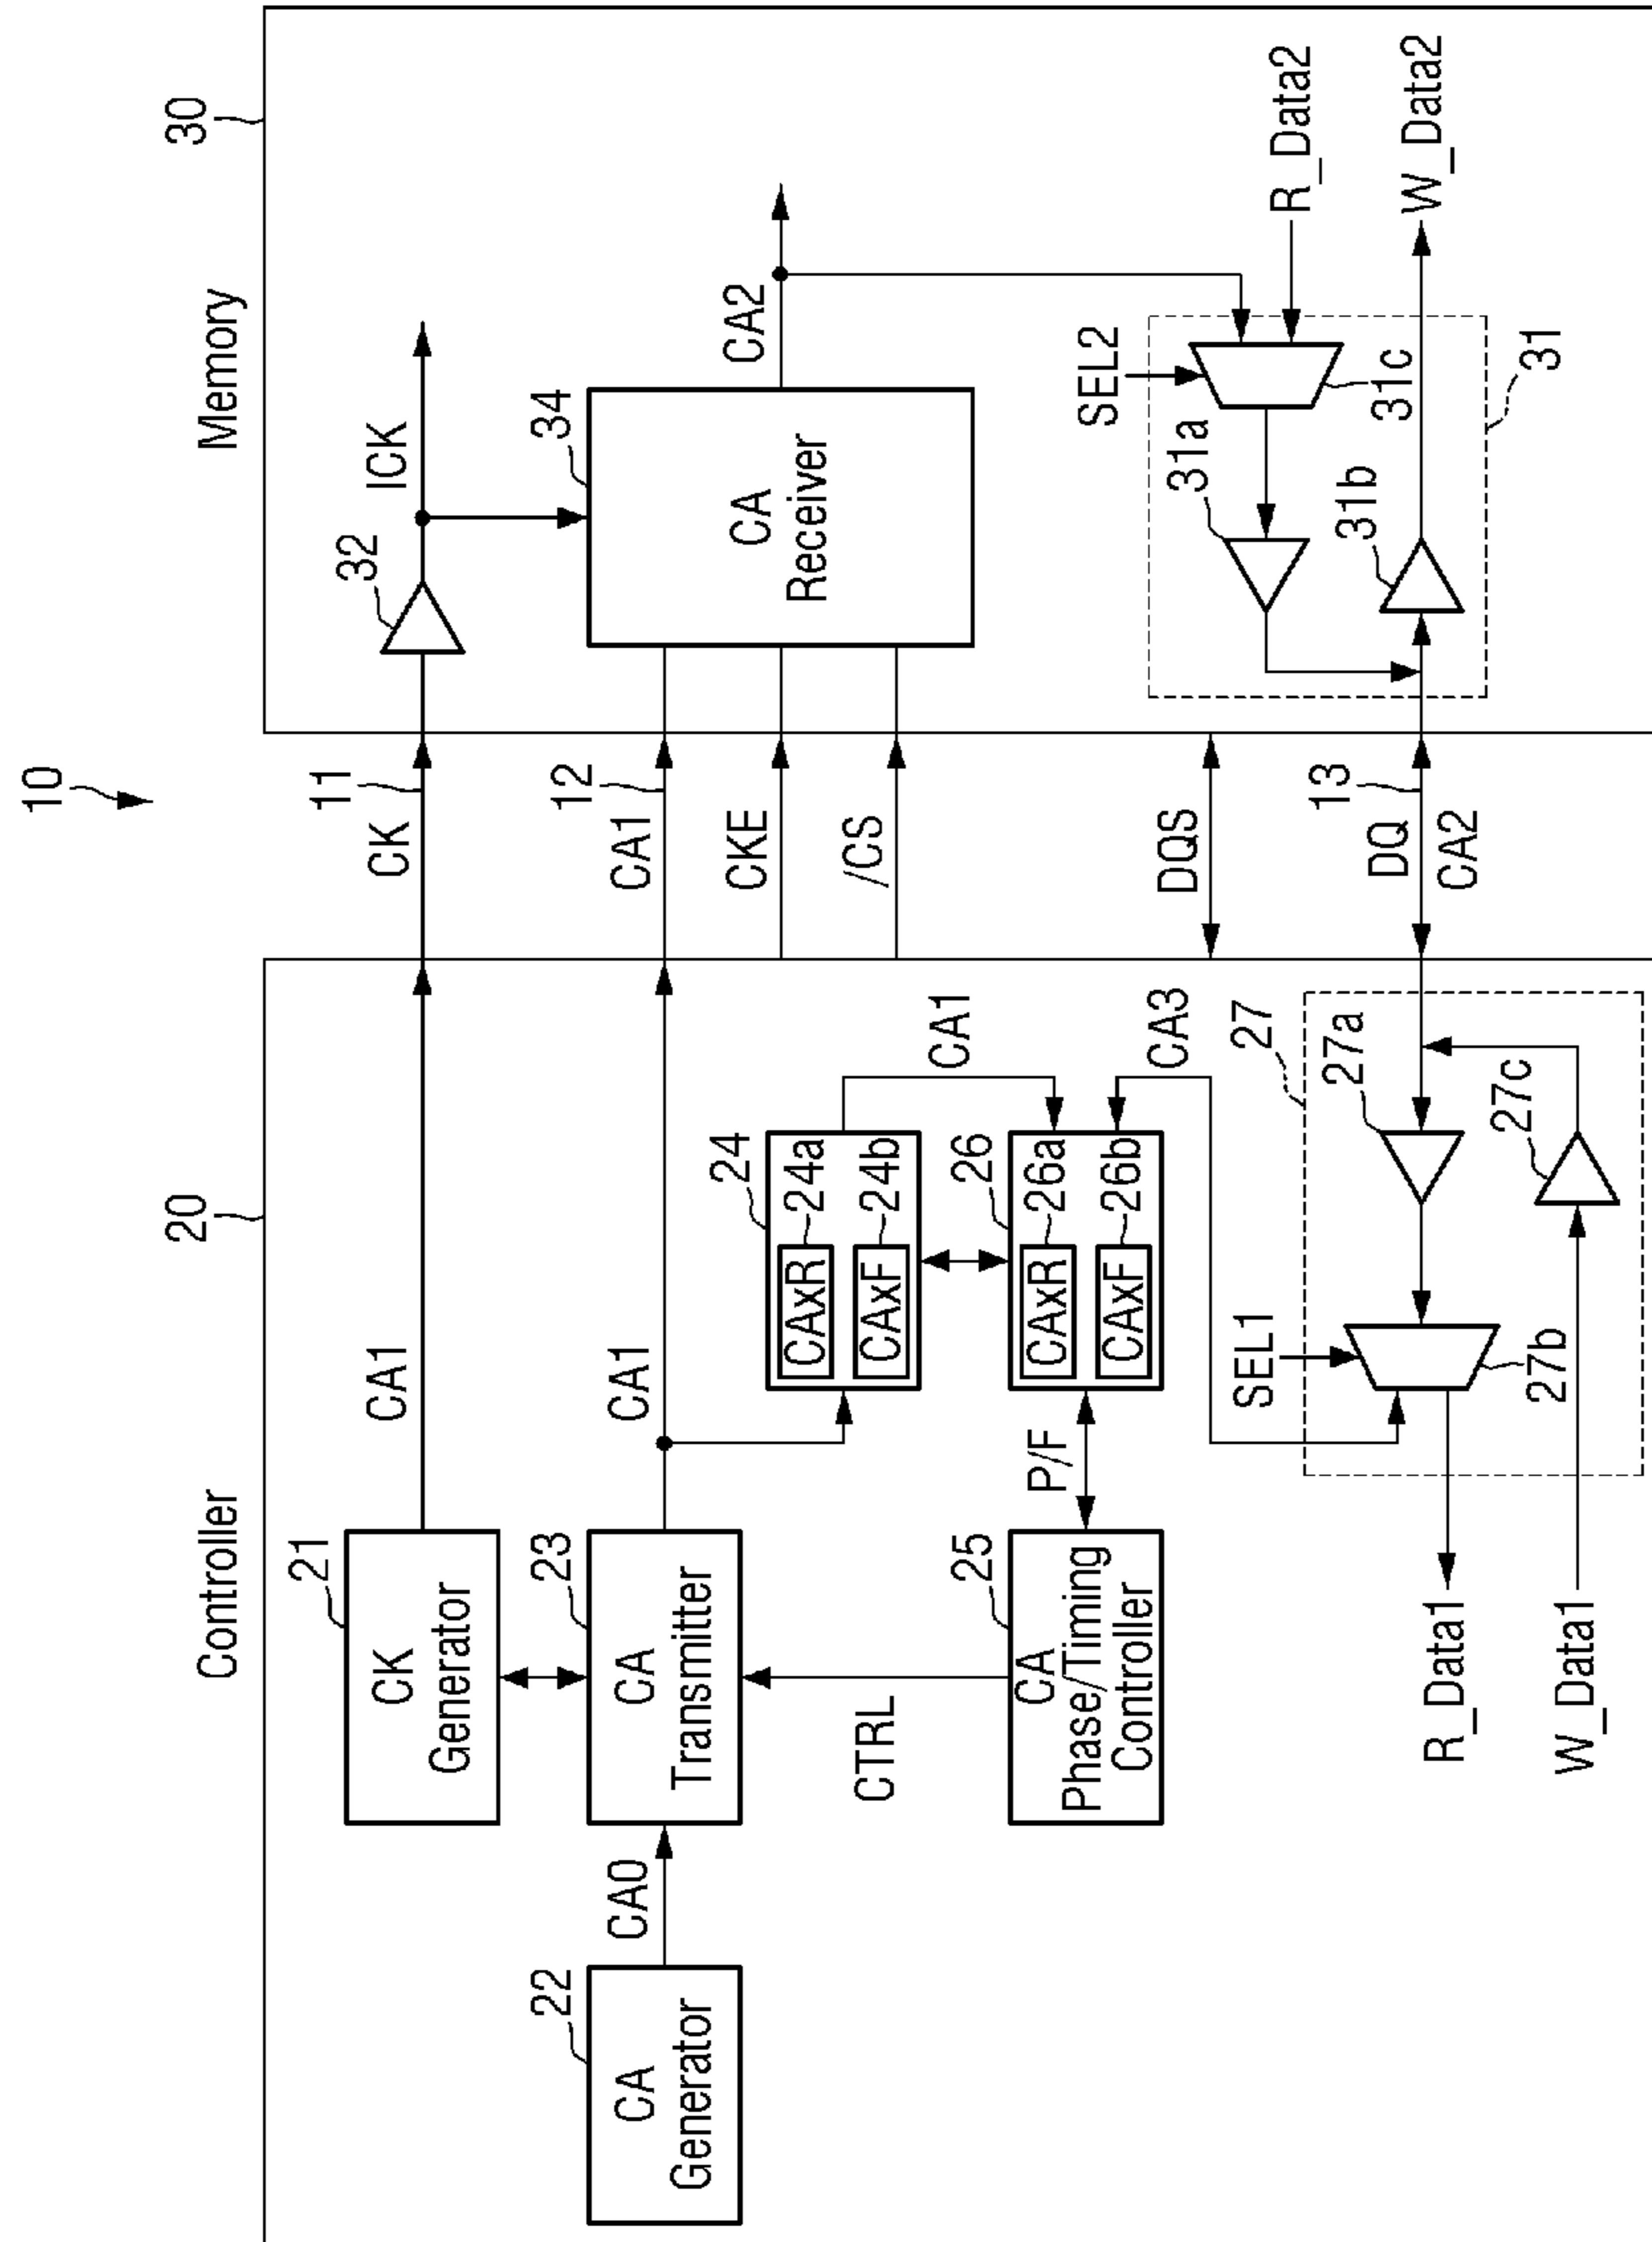 10
Controller
20
Memory
30
CK
Generator
21
CA1
CK
11
32
ICK
CA
Generator
22
CA0
CA
Transmitter
23
CA1
CA1
12
CKE
/CS
CA
Receiver
34
CA2
CTRL
24
CAxR
24a
CAxF
24b
CA1
CA
Phase/Timing
Controller
25
P/F
26
CAxR
26a
CAxF
26b
CA3
DQS
SEL1
27
27a
27b
27c
R_Data1
W_Data1
DQ
13
CA2
SEL2
31a
31b
31c
31
R_Data2
W_Data2